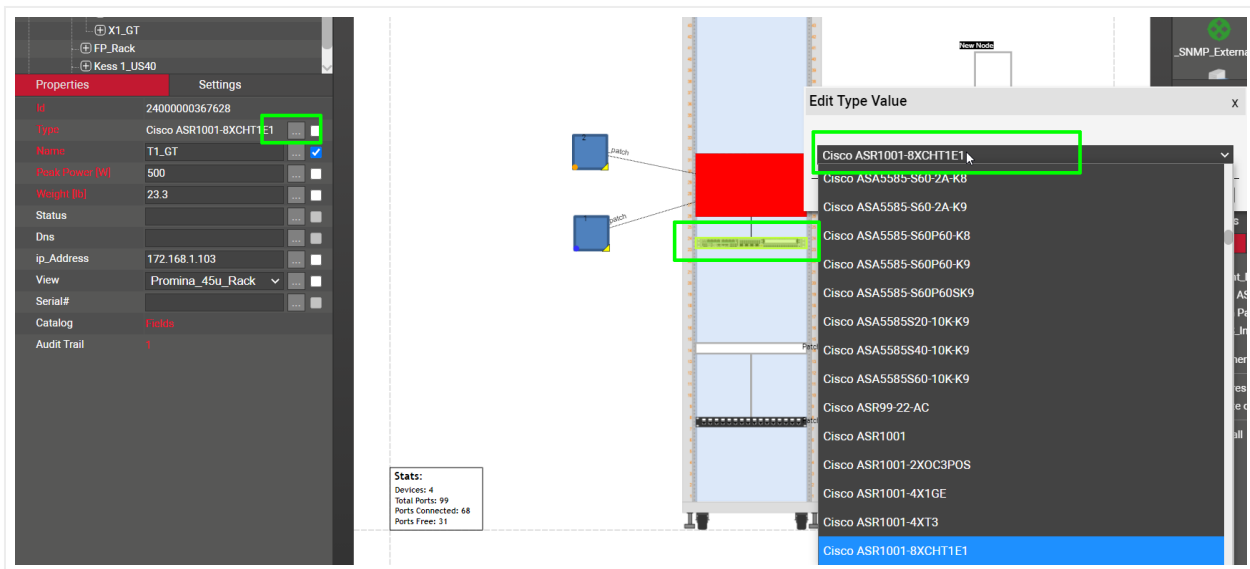 X1_GT
FP_Rack
Kess 1_US40
Properties
Settings
Id
24000000367628
Type
Cisco ASR1001-8XCHT1E1
...
Name
T1_GT
...
Peak Power [W]
500
...
Weight [lb]
23.3
...
Status
...
Dns
...
ip_Address
172.168.1.103
...
View
Promina_45u_Rack
...
Serial#
...
Catalog
Fields
Audit Trail
1
New Node
2
_patch
1
patch
Stats:
Devices: 4
Total Ports: 99
Ports Connected: 68
Ports Free: 31
_SNMP_Externa
Edit Type Value
x
Cisco ASR1001-8XCHT1E1
Cisco ASA5585-S60-2A-K8
Cisco ASA5585-S60-2A-K9
Cisco ASA5585-S60P60-K8
Cisco ASA5585-S60P60-K9
Cisco ASA5585-S60P60SK9
Cisco ASA5585S20-10K-K9
Cisco ASA5585S40-10K-K9
Cisco ASA5585S60-10K-K9
Cisco ASR99-22-AC
Cisco ASR1001
Cisco ASR1001-2XOC3POS
Cisco ASR1001-4X1GE
Cisco ASR1001-4XT3
Cisco ASR1001-8XCHT1E1